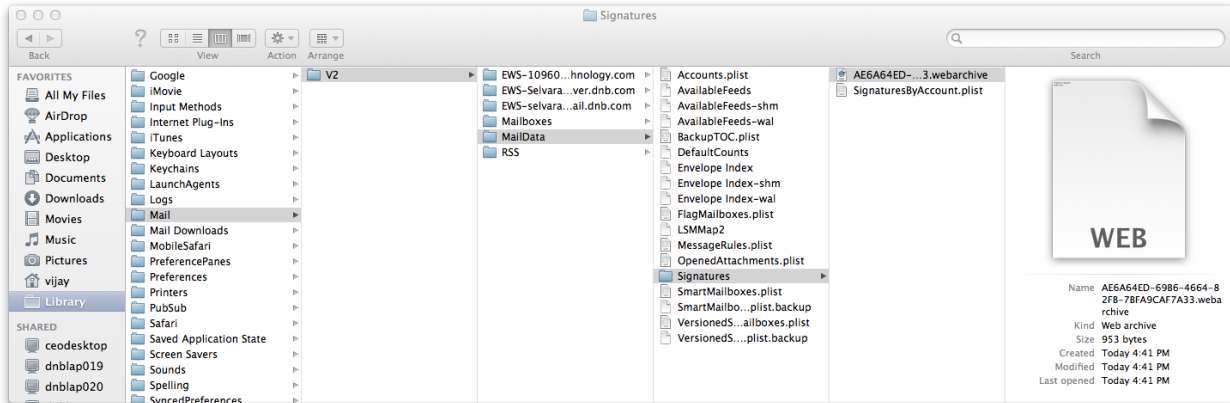 Signatures
Back
View
Action
Arrange
Search
FAVORITES
All My Files
AirDrop
Applications
Desktop
Documents
Downloads
Movies
Music
Pictures
vijay
Library
SHARED
ceodesktop
dnblap019
dnblap020
Google
iMovie
Input Methods
Internet Plug-Ins
iTunes
Keyboard Layouts
Keychains
LaunchAgents
Logs
Mail
Mail Downloads
MobileSafari
PreferencePanes
Preferences
Printers
PubSub
Safari
Saved Application State
Screen Savers
Sounds
Spelling
SyncedPreferences
V2
EWS-10960...hnology.com
EWS-Selvara...ver.dnb.com
EWS-selvara...ail.dnb.com
Mailboxes
MailData
RSS
Accounts.plist
AvailableFeeds
AvailableFeeds-shm
AvailableFeeds-wal
BackupTOC.plist
DefaultCounts
Envelope Index
Envelope Index-shm
Envelope Index-wal
FlagMailboxes.plist
LSMMap2
MessageRules.plist
OpenedAttachments.plist
Signatures
SmartMailboxes.plist
SmartMailbo...plist.backup
VersionedS...ailboxes.plist
VersionedS....plist.backup
AE6A64ED-...3.webarchive
SignaturesByAccount.plist
WEB
Name AE6A64ED-69B6-4664-8
2FB-7BFA9CAF7A33.weba
rchive
Kind Web archive
Size 953 bytes
Created Today 4:41 PM
Modified Today 4:41 PM
Last opened Today 4:41 PM